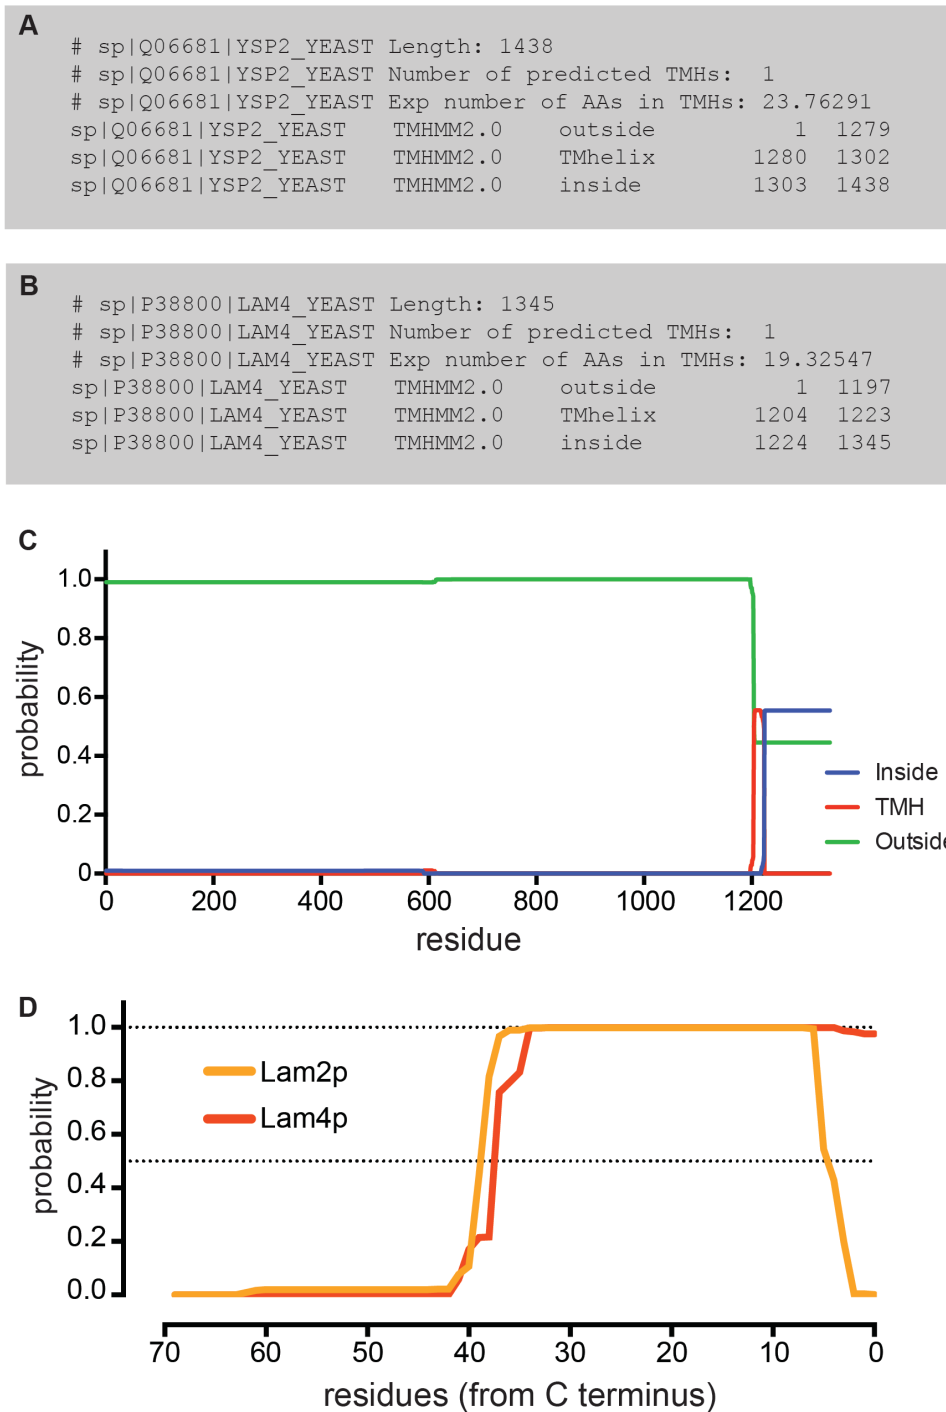 A
# sp|Q06681|YSP2_YEAST Length: 1438
# sp|Q06681|YSP2_YEAST Number of predicted TMHs: 1
# sp|Q06681|YSP2_YEAST Exp number of AAs in TMHs: 23.76291
sp|Q06681|YSP2_YEAST TMHMM2.0 outside 1 1279
sp|Q06681|YSP2_YEAST TMHMM2.0 TMhelix 1280 1302
sp|Q06681|YSP2_YEAST TMHMM2.0 inside 1303 1438
B
# sp|P38800|LAM4_YEAST Length: 1345
# sp|P38800|LAM4_YEAST Number of predicted TMHs: 1
# sp|P38800|LAM4_YEAST Exp number of AAs in TMHs: 19.32547
sp|P38800|LAM4_YEAST TMHMM2.0 outside 1 1197
sp|P38800|LAM4_YEAST TMHMM2.0 TMhelix 1204 1223
sp|P38800|LAM4_YEAST TMHMM2.0 inside 1224 1345
C
probability
1.0
0.8
0.6
0.4
0.2
0
0 200 400 600 800 1000 1200
residue
Inside
TMH
Outside
D
probability
1.0
0.8
0.6
0.4
0.2
0.0
Lam2p
Lam4p
70 60 50 40 30 20 10 0
residues (from C terminus)